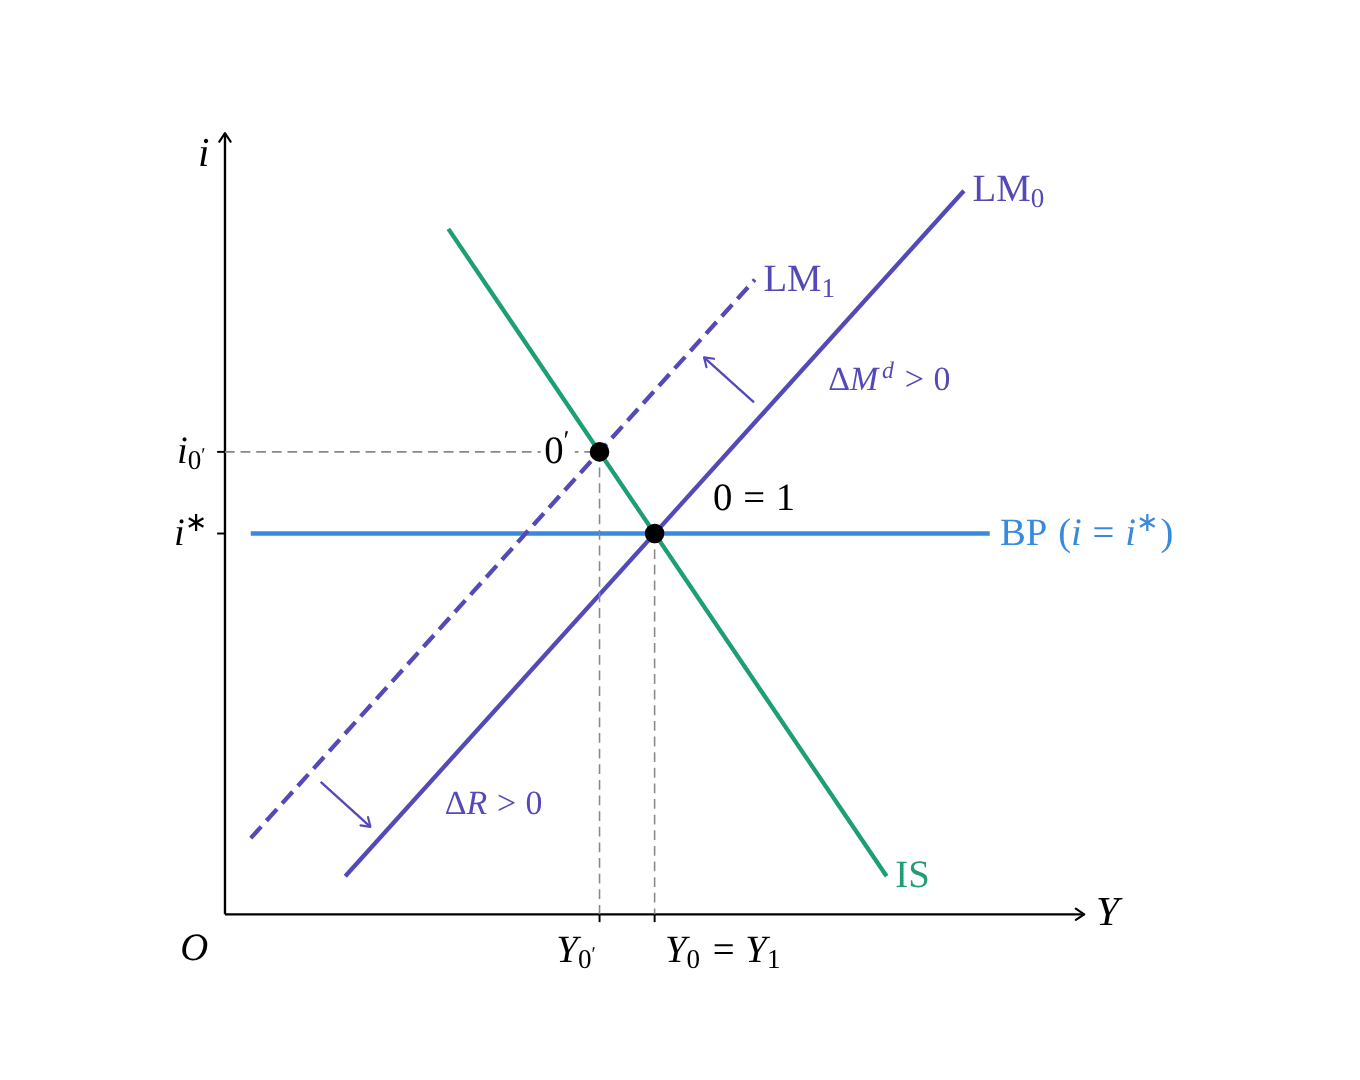 i
LM₀
LM₁
ΔMᵈ > 0
i₀′
0′
0 = 1
i*
BP (i = i*)
ΔR > 0
IS
Y
O
Y₀′
Y₀ = Y₁